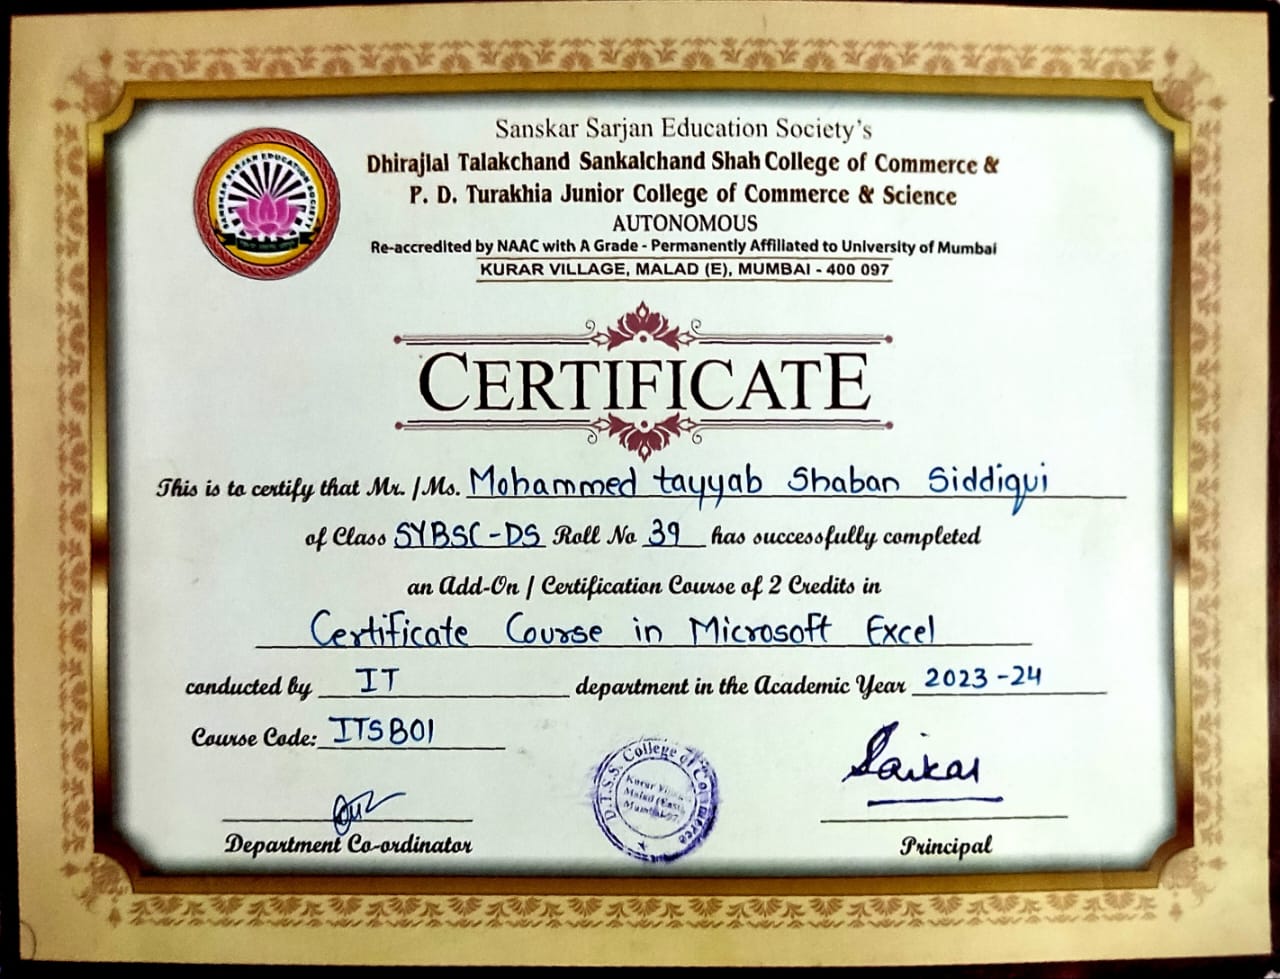 Sanskar Sarjan Education Society's
Dhirajlal Talakchand Sankalchand Shah College of Commerce &
P. D. Turakhia Junior College of Commerce & Science
AUTONOMOUS
Re-accredited by NAAC with A Grade - Permanently Affiliated to University of Mumbai
KURAR VILLAGE, MALAD (E), MUMBAI - 400 097
SANSKAR SARJAN EDUCATION SOCIETY
CERTIFICATE
This is to certify that Mr. /Ms. Mohammed tayyab Shaban Siddiqui
of Class SYBSC-DS Roll No 39 has successfully completed
an Add-On / Certification Course of 2 Credits in
Certificate Course in Microsoft Excel
conducted by IT department in the Academic Year 2023-24
Course Code: ITSB01
D.T.S.S. College of Commerce
Kurar
Malad (East)
Mumbai-97
Department Co-ordinator
Principal